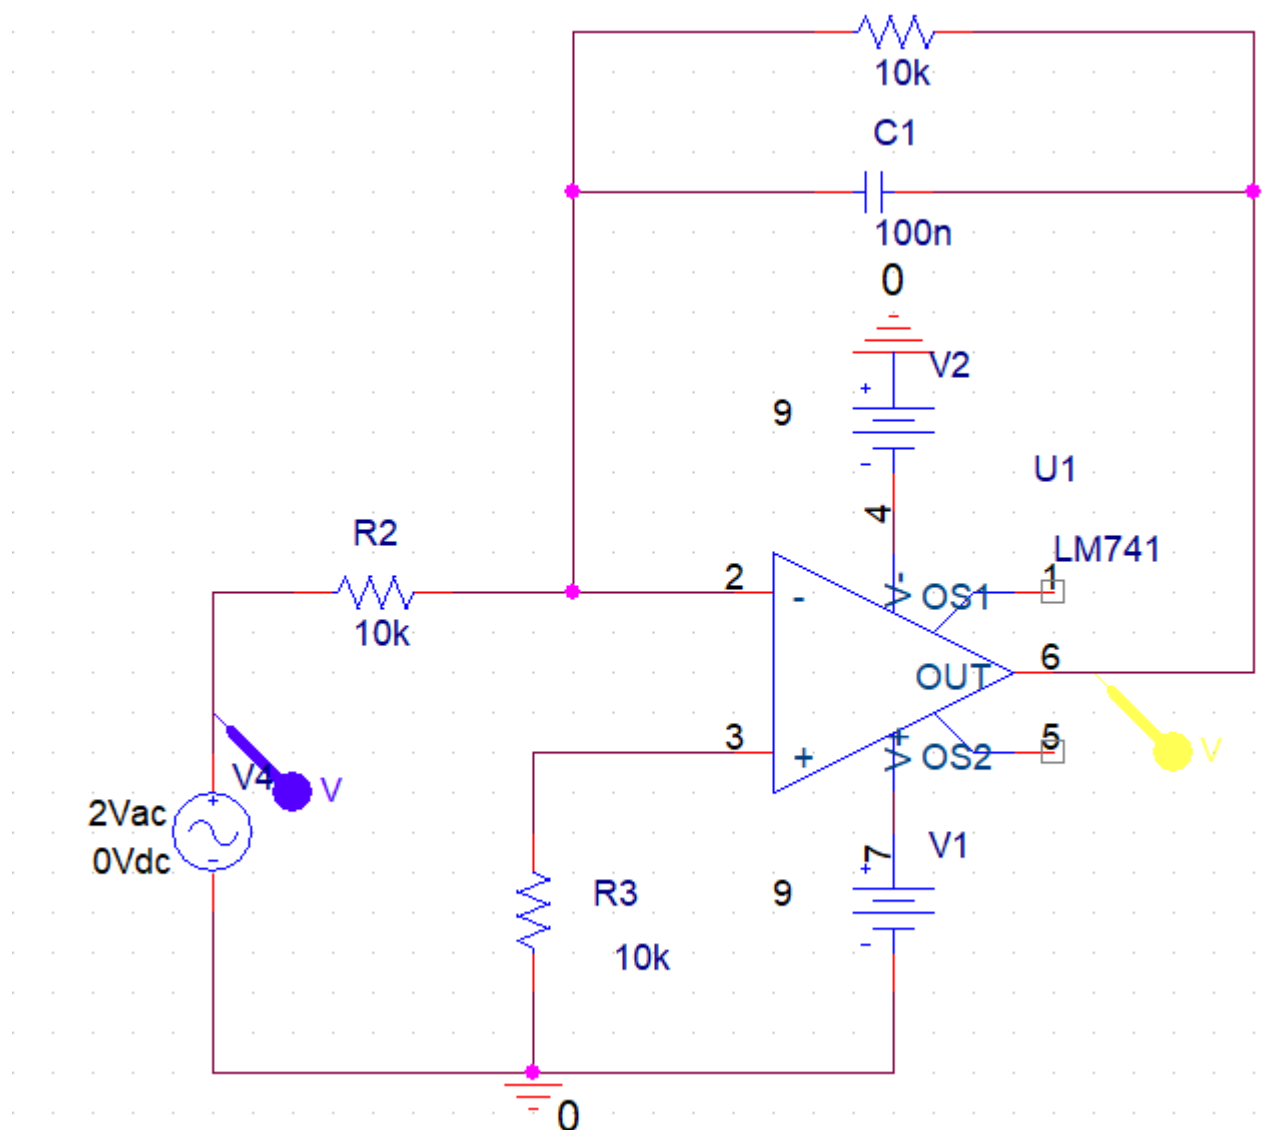 10k
C1
100n
0
V2
+
9
-
U1
4
R2
LM741
2
-
V-
OS1
1
10k
OUT
6
3
+
V+
OS2
5
V
V4
V
2Vac
+
0Vdc
-
7
V1
+
9
R3
-
10k
0